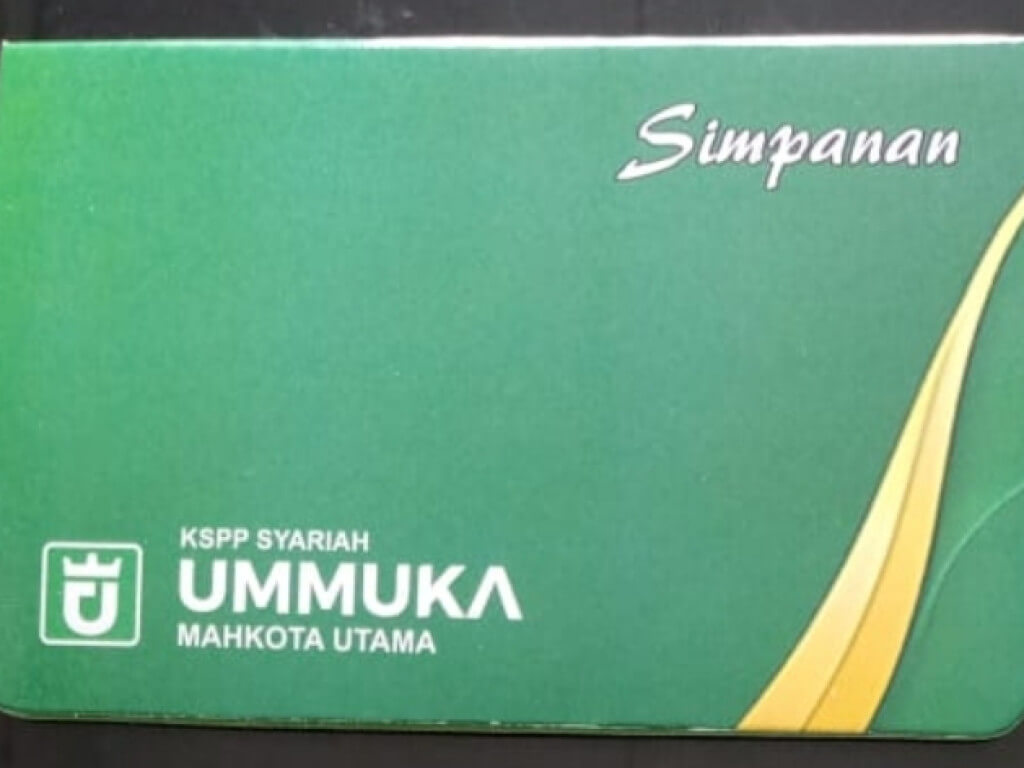 Simpanan
KSPP SYARIAH
UMMUKA
MAHKOTA UTAMA